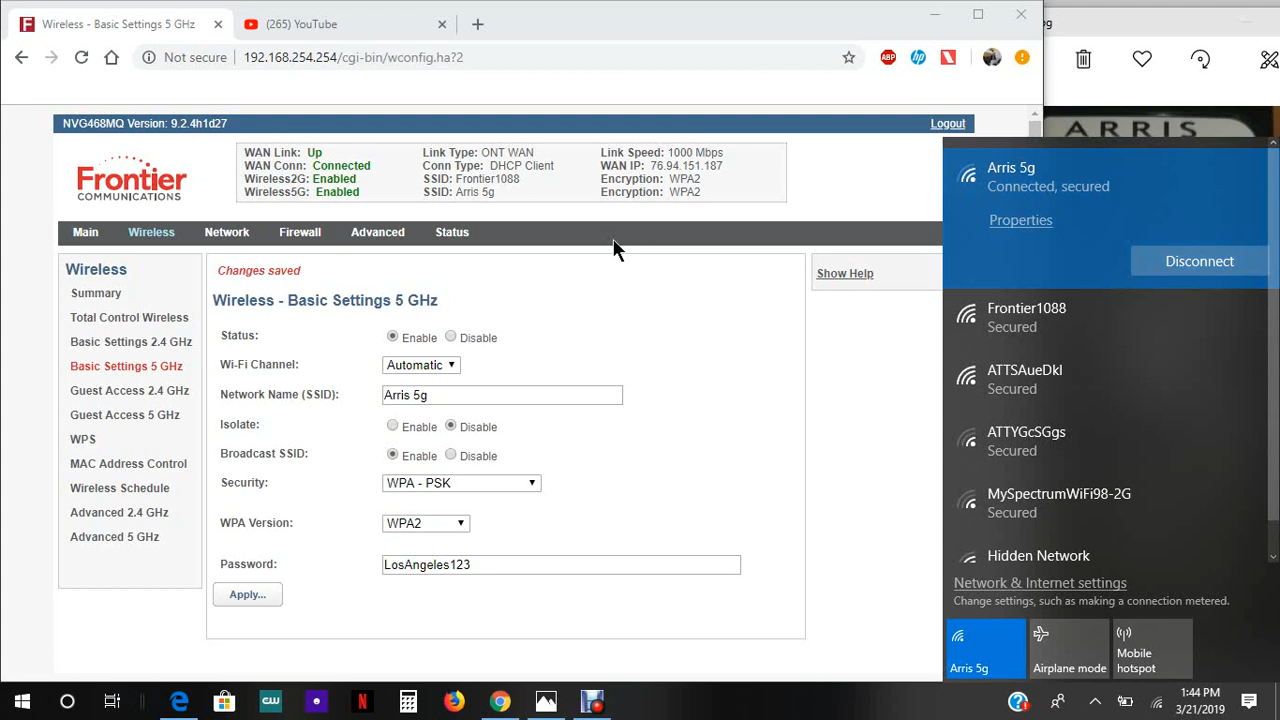 Wireless - Basic Settings 5 GHz
(265) YouTube
Not secure 192.168.254.254/cgi-bin/wconfig.ha?2
ABP
hp
NVG468MQ Version: 9.2.4h1d27
Logout
Frontier
COMMUNICATIONS
WAN Link: Up Link Type: ONT WAN Link Speed: 1000 Mbps
WAN Conn: Connected Conn Type: DHCP Client WAN IP: 76.94.151.187
Wireless2G: Enabled SSID: Frontier1088 Encryption: WPA2
Wireless5G: Enabled SSID: Arris 5g Encryption: WPA2
Main Wireless Network Firewall Advanced Status
Wireless
Summary
Total Control Wireless
Basic Settings 2.4 GHz
Basic Settings 5 GHz
Guest Access 2.4 GHz
Guest Access 5 GHz
WPS
MAC Address Control
Wireless Schedule
Advanced 2.4 GHz
Advanced 5 GHz
Changes saved
Wireless - Basic Settings 5 GHz
Status: Enable Disable
Wi-Fi Channel: Automatic
Network Name (SSID): Arris 5g
Isolate: Enable Disable
Broadcast SSID: Enable Disable
Security: WPA - PSK
WPA Version: WPA2
Password: LosAngeles123
Apply...
Show Help
ARRIS
Arris 5g
Connected, secured
Properties
Disconnect
Frontier1088
Secured
ATTSAueDkI
Secured
ATTYGcSGgs
Secured
MySpectrumWiFi98-2G
Secured
Hidden Network
Network & Internet settings
Change settings, such as making a connection metered.
Arris 5g
Airplane mode
Mobile
hotspot
CW
N
1:44 PM
3/21/2019